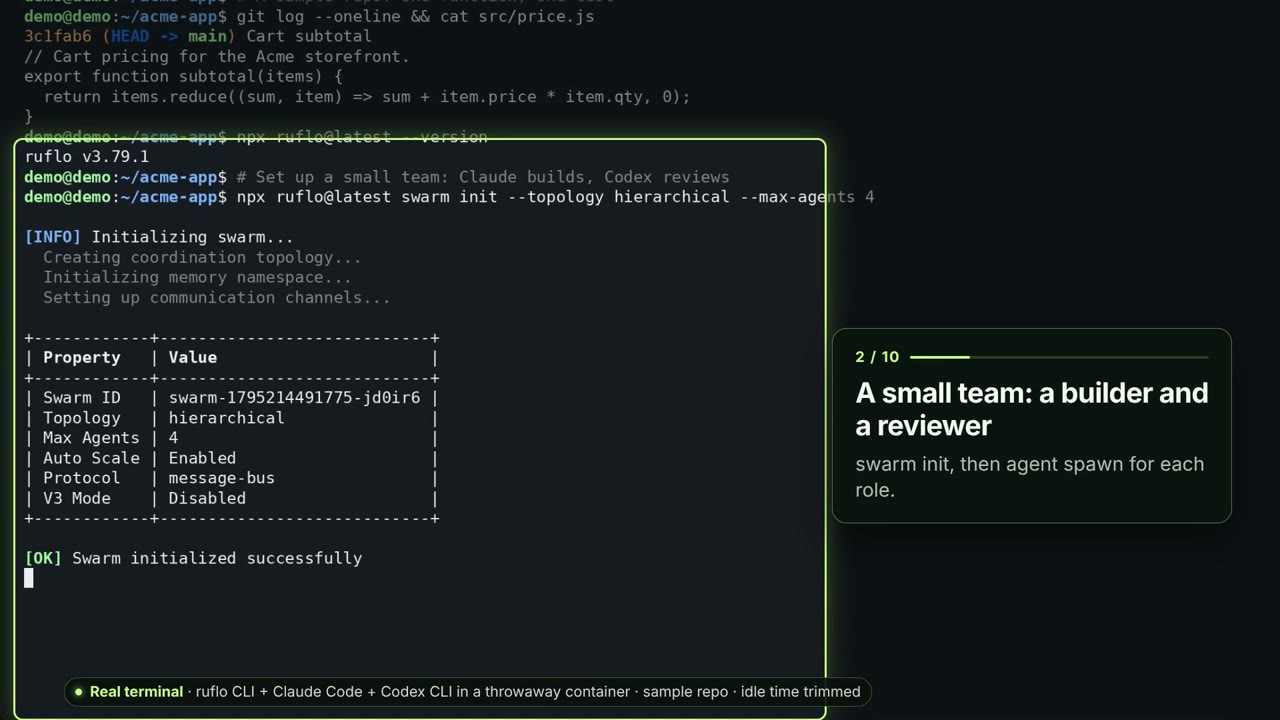 demo@demo:~/acme-app$ git log --oneline && cat src/price.js
3c1fab6 (HEAD -> main) Cart subtotal
// Cart pricing for the Acme storefront.
export function subtotal(items) {
  return items.reduce((sum, item) => sum + item.price * item.qty, 0);
}
demo@demo:~/acme-app$ npx ruflo@latest --version
ruflo v3.79.1
demo@demo:~/acme-app$ # Set up a small team: Claude builds, Codex reviews
demo@demo:~/acme-app$ npx ruflo@latest swarm init --topology hierarchical --max-agents 4
[INFO] Initializing swarm...
  Creating coordination topology...
  Initializing memory namespace...
  Setting up communication channels...
+------------+----------------------------+
| Property   | Value                      |
+------------+----------------------------+
| Swarm ID   | swarm-1795214491775-jd0ir6 |
| Topology   | hierarchical               |
| Max Agents | 4                          |
| Auto Scale | Enabled                    |
| Protocol   | message-bus                |
| V3 Mode    | Disabled                   |
+------------+----------------------------+
[OK] Swarm initialized successfully
2 / 10
A small team: a builder and
a reviewer
swarm init, then agent spawn for each
role.
Real terminal · ruflo CLI + Claude Code + Codex CLI in a throwaway container · sample repo · idle time trimmed